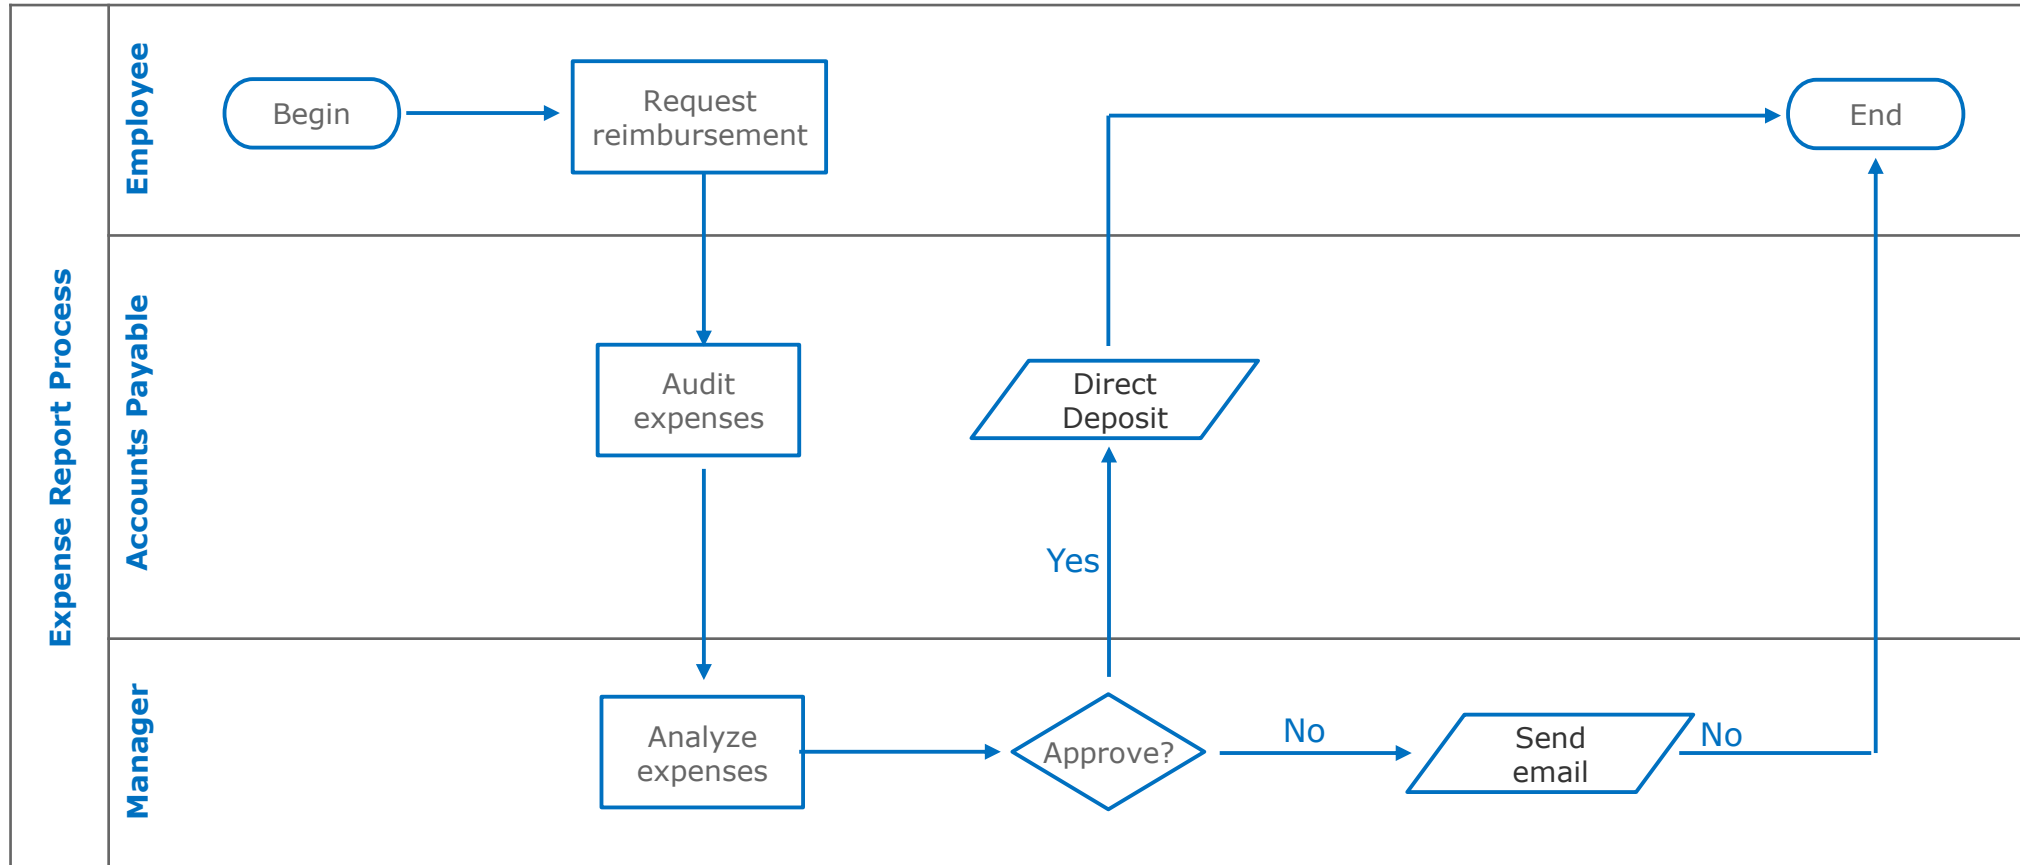 Expense Report Process
Employee
Begin
Request
reimbursement
End
Accounts Payable
Audit
expenses
Direct
Deposit
Yes
Manager
Analyze
expenses
Approve?
No
Send
email
No